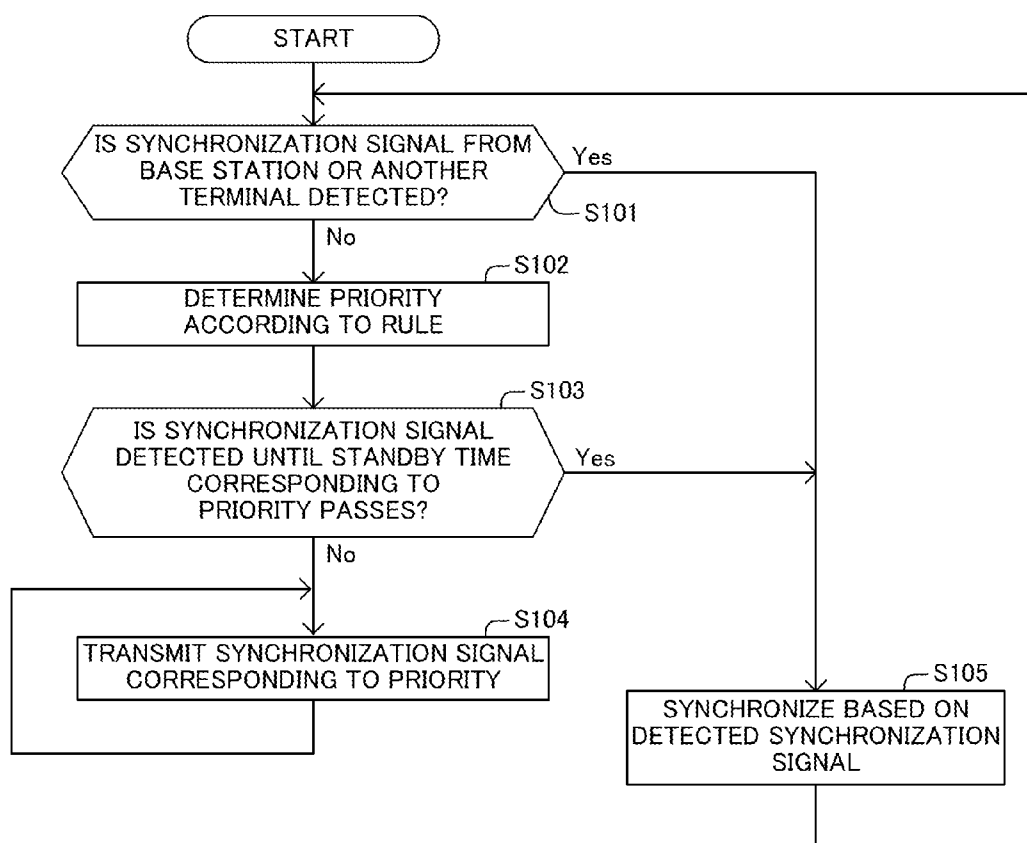 START
IS SYNCHRONIZATION SIGNAL FROM
BASE STATION OR ANOTHER
TERMINAL DETECTED?
Yes
S101
No
S102
DETERMINE PRIORITY
ACCORDING TO RULE
S103
IS SYNCHRONIZATION SIGNAL
DETECTED UNTIL STANDBY TIME
CORRESPONDING TO
PRIORITY PASSES?
Yes
No
S104
TRANSMIT SYNCHRONIZATION SIGNAL
CORRESPONDING TO PRIORITY
S105
SYNCHRONIZE BASED ON
DETECTED SYNCHRONIZATION
SIGNAL